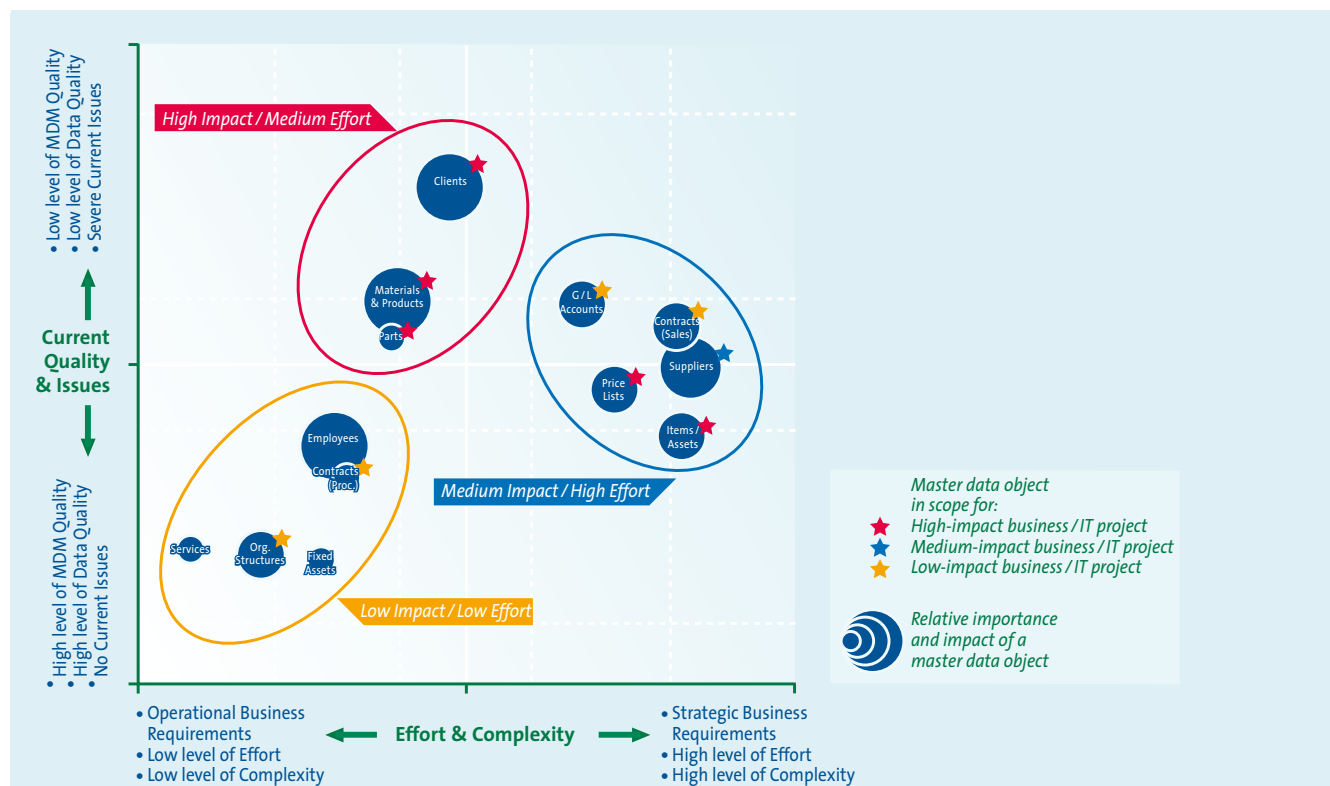 • Low level of MDM Quality
• Low level of Data Quality
• Severe Current Issues
Current
Quality
& Issues
• High level of MDM Quality
• High level of Data Quality
• No Current Issues
High Impact / Medium Effort
Clients
Materials
& Products
Parts
G / L
Accounts
Contracts
(Sales)
Suppliers
Price
Lists
Items /
Assets
Medium Impact / High Effort
Employees
Contracts
(Proc.)
Services
Org.
Structures
Fixed
Assets
Low Impact / Low Effort
Master data object
in scope for:
High-impact business / IT project
Medium-impact business / IT project
Low-impact business / IT project
Relative importance
and impact of a
master data object
• Operational Business
Requirements
• Low level of Effort
• Low level of Complexity
Effort & Complexity
• Strategic Business
Requirements
• High level of Effort
• High level of Complexity